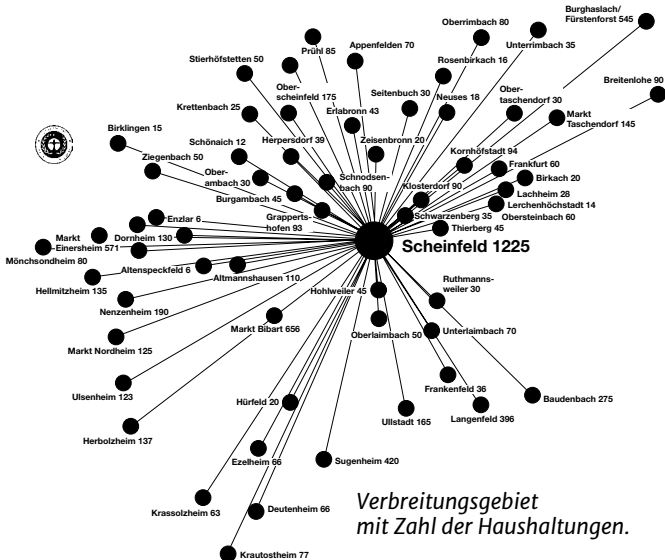 Burghaslach/
Fürstenforst 545
Oberrimbach 80
Unterrimbach 35
Prühl 85
Appenfelden 70
Stierhöfstetten 50
Rosenbirkach 16
Breitenlohe 90
Ober-
scheinfeld 175
Seitenbuch 30
Neuses 18
Ober-
taschendorf 30
Krettenbach 25
Erlabronn 43
Markt
Taschendorf 145
Birklingen 15
Schönaich 12
Herpersdorf 39
Zeisenbronn 20
Kornhöfstadt 94
Ziegenbach 50
Frankfurt 60
Ober-
ambach 30
Schnodsen-
bach 90
Birkach 20
Klosterdorf 90
Lachheim 28
Burgambach 45
Lerchenhöchstadt 14
Grapperts-
hofen 93
Schwarzenberg 35
Obersteinbach 60
Enzlar 6
Thierberg 45
Markt
Einersheim 571
Dornheim 130
Scheinfeld 1225
Mönchsondheim 80
Altenspeckfeld 6
Altmannshausen 110
Hellmitzheim 135
Ruthmanns-
weiler 30
Hohlweiler 45
Nenzenheim 190
Markt Bibart 656
Oberlaimbach 50
Unterlaimbach 70
Markt Nordheim 125
Frankenfeld 36
Ulsenheim 123
Baudenbach 275
Hürfeld 20
Ullstadt 165
Langenfeld 396
Herbolzheim 137
Ezelheim 66
Sugenheim 420
Krassolzheim 63
Deutenheim 66
Krautostheim 77
Verbreitungsgebiet
mit Zahl der Haushaltungen.